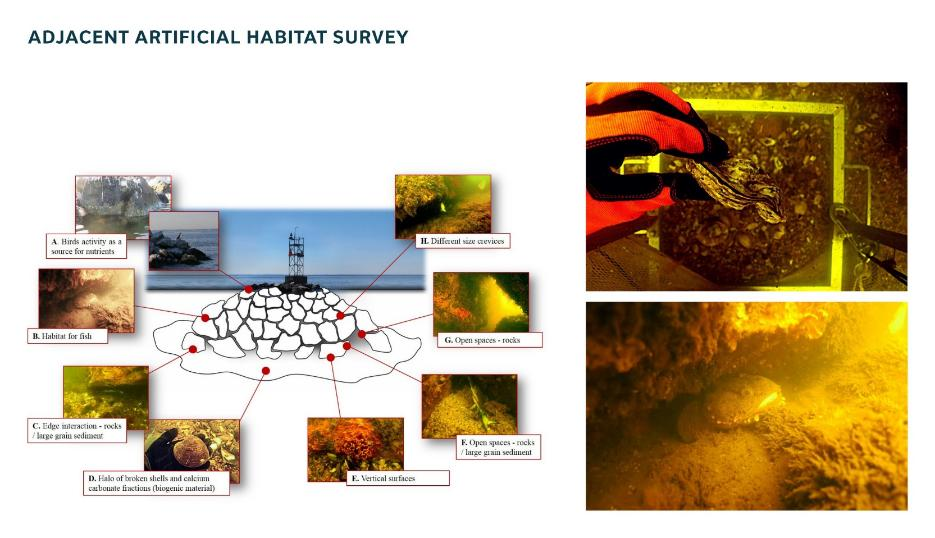 ADJACENT ARTIFICIAL HABITAT SURVEY
A. Birds activity as a
source for nutrients
H. Different size crevices
B. Habitat for fish
G. Open spaces - rocks
C. Edge interaction - rocks
/ large grain sediment
F. Open spaces - rocks
/ large grain sediment
D. Halo of broken shells and calcium
carbonate fractions (biogenic material)
E. Vertical surfaces